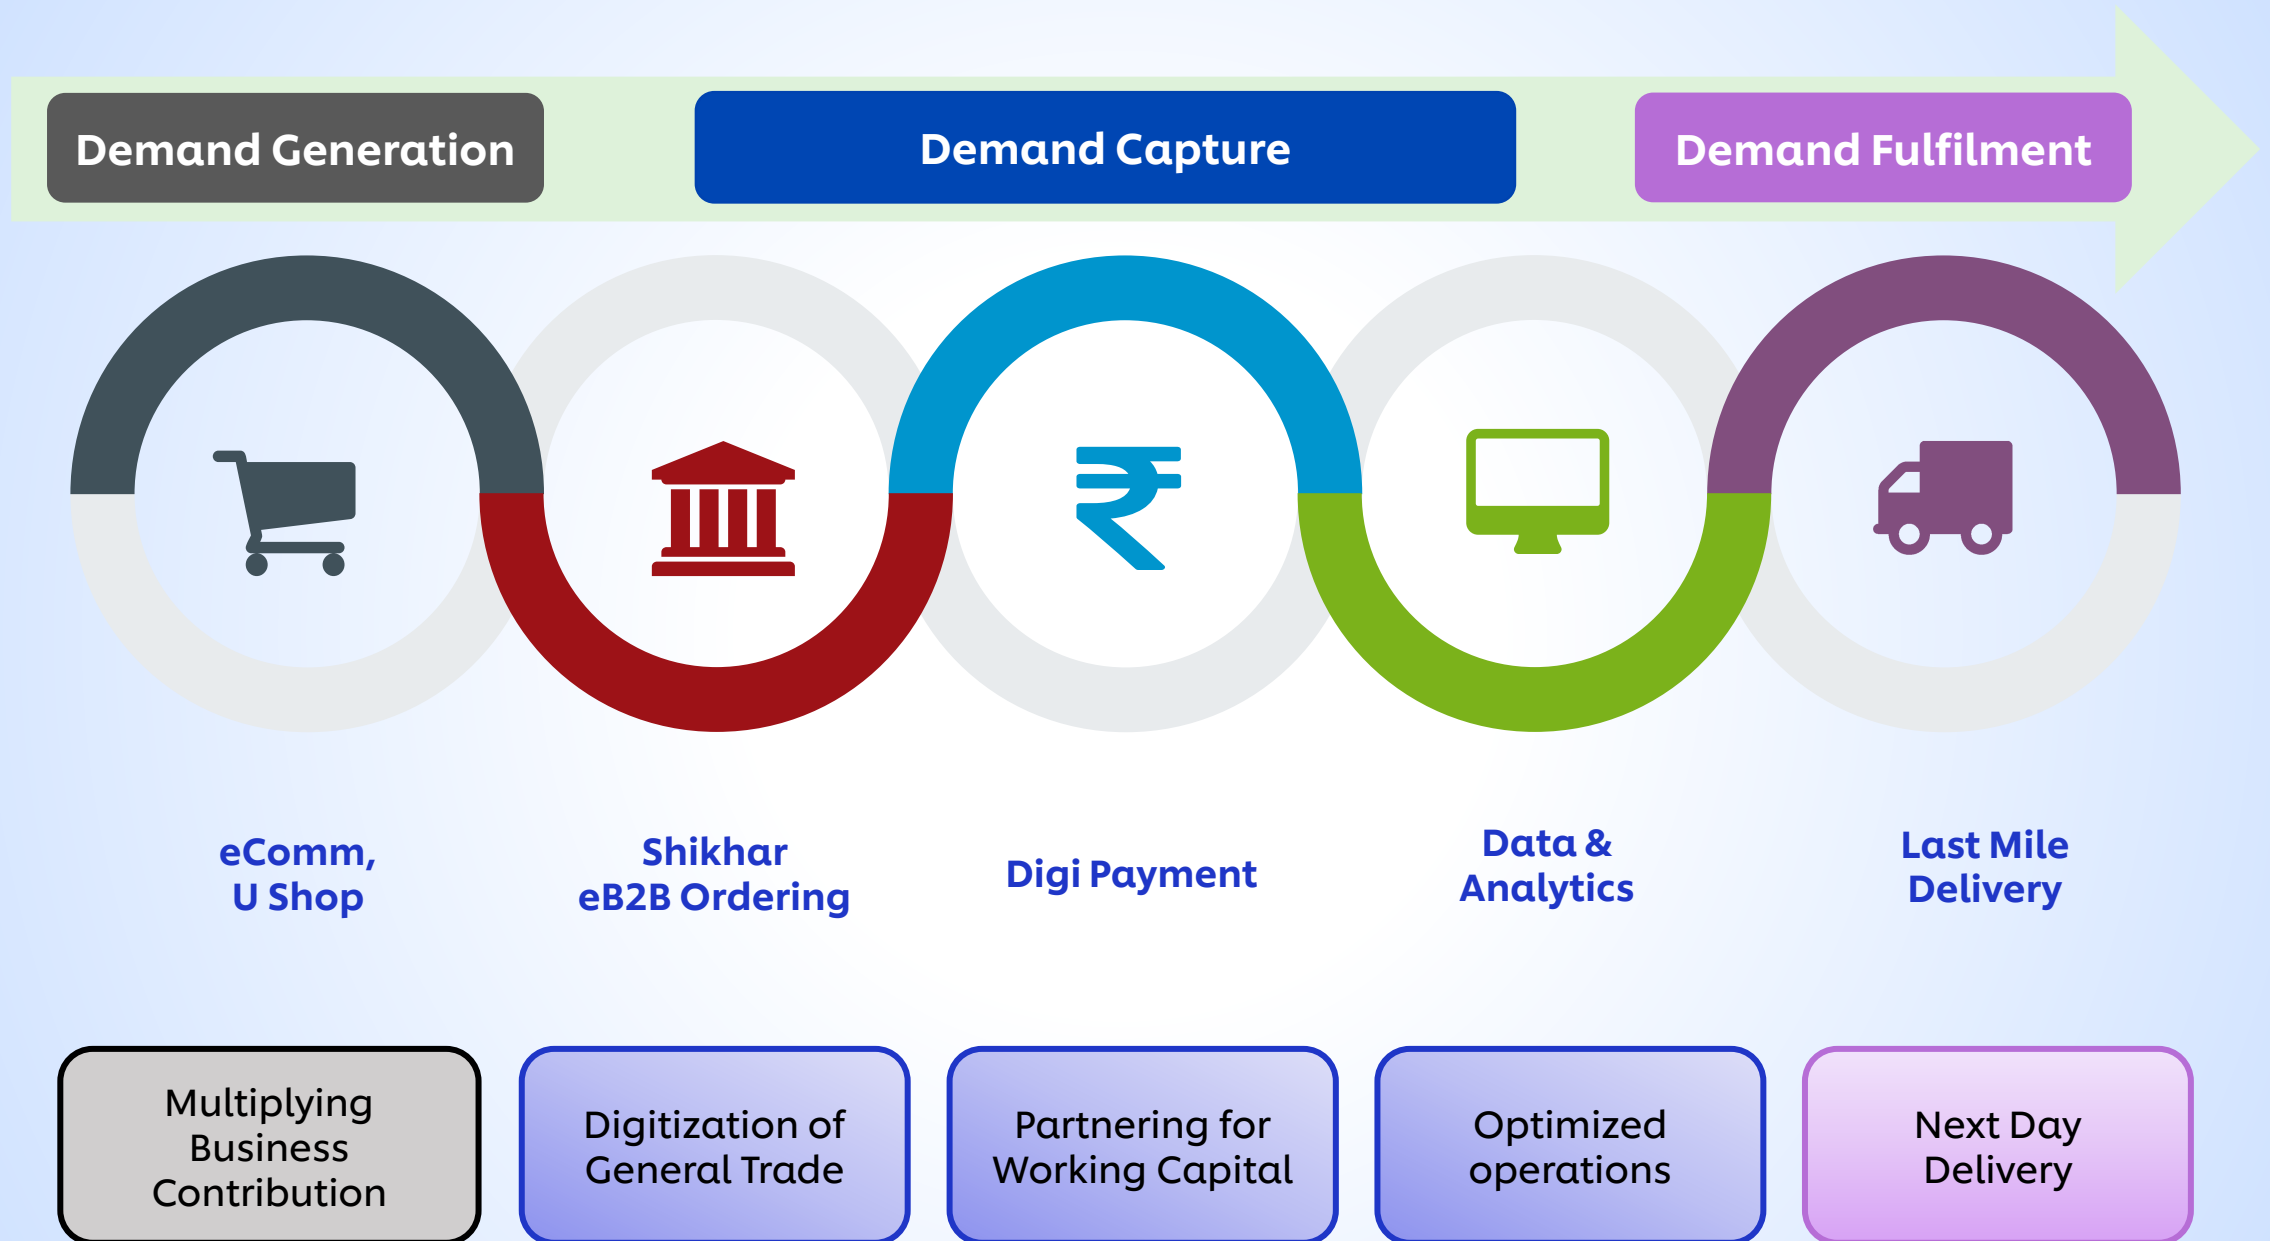 Demand Generation
Demand Capture
Demand Fulfilment
₹
eComm,
U Shop
Shikhar
eB2B Ordering
Digi Payment
Data &
Analytics
Last Mile
Delivery
Multiplying
Business
Contribution
Digitization of
General Trade
Partnering for
Working Capital
Optimized
operations
Next Day
Delivery